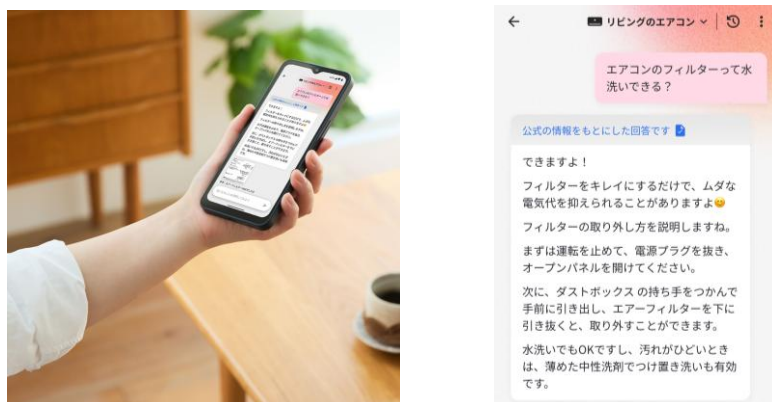 リビングのエアコン
エアコンのフィルターって水
洗いできる？
公式の情報をもとにした回答です
できますよ！
フィルターをキレイにするだけで、ムダな
電気代を抑えられることがありますよ😊
フィルターの取り外し方を説明しますね。
まずは運転を止めて、電源プラグを抜き、
オープンパネルを開けてください。
次に、ダストボックス の持ち手をつかんで
手前に引き出し、エアーフィルターを下に
引き抜くと、取り外すことができます。
水洗いでもOKですし、汚れがひどいとき
は、薄めた中性洗剤でつけ置き洗いも有効
です。